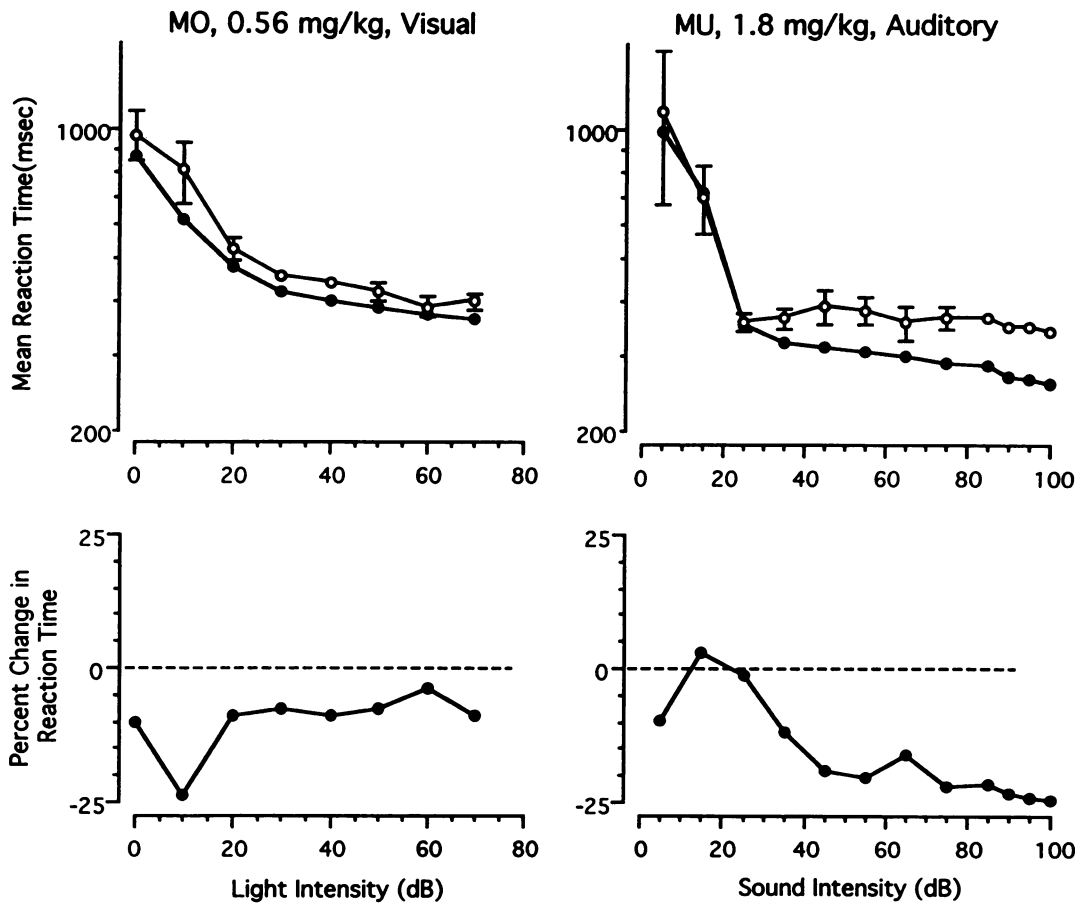 MO, 0.56 mg/kg, Visual
MU, 1.8 mg/kg, Auditory
Mean Reaction Time(msec)
1000
200
0 20 40 60 80
1000
200
0 20 40 60 80 100
Percent Change in
Reaction Time
25
0
-25
0 20 40 60 80
Light Intensity (dB)
25
0
-25
0 20 40 60 80 100
Sound Intensity (dB)